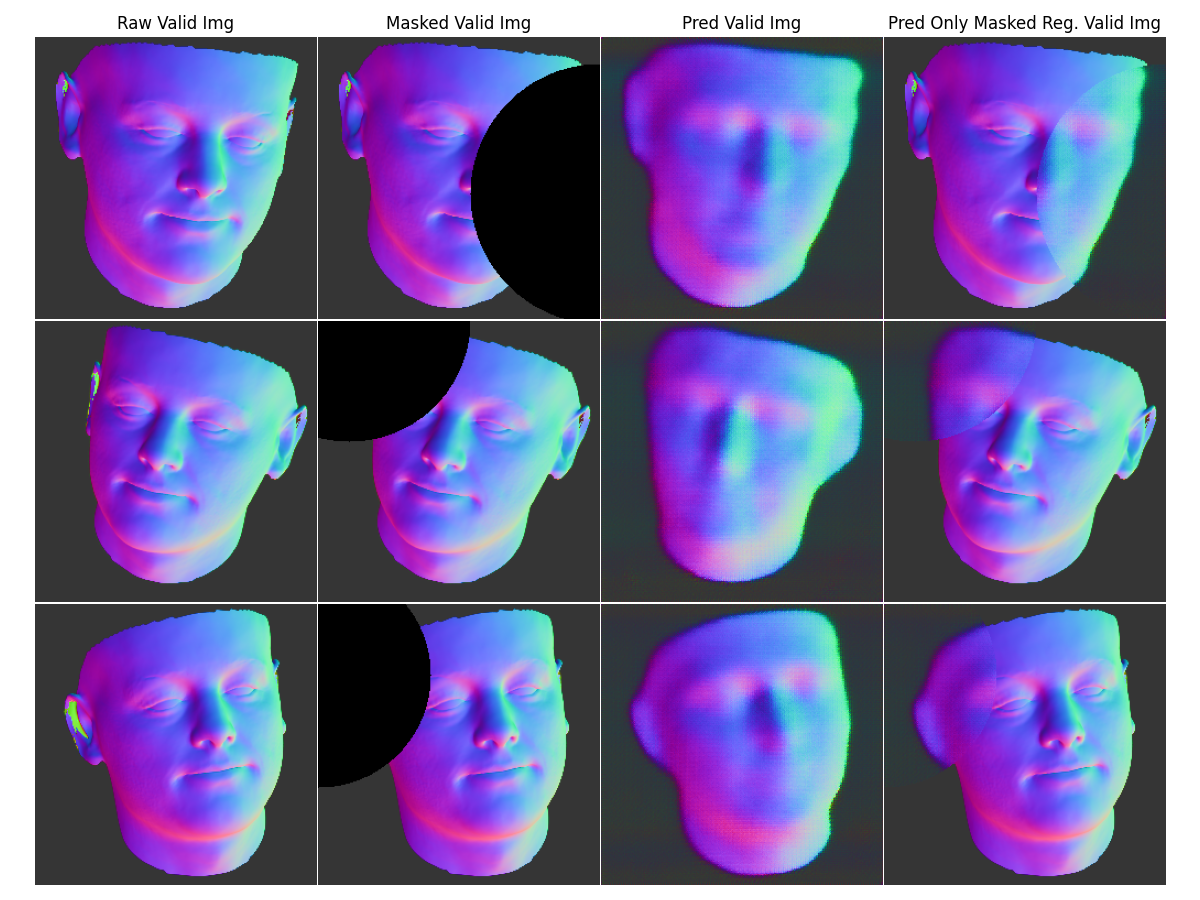 Raw Valid Img
Masked Valid Img
Pred Valid Img
Pred Only Masked Reg. Valid Img